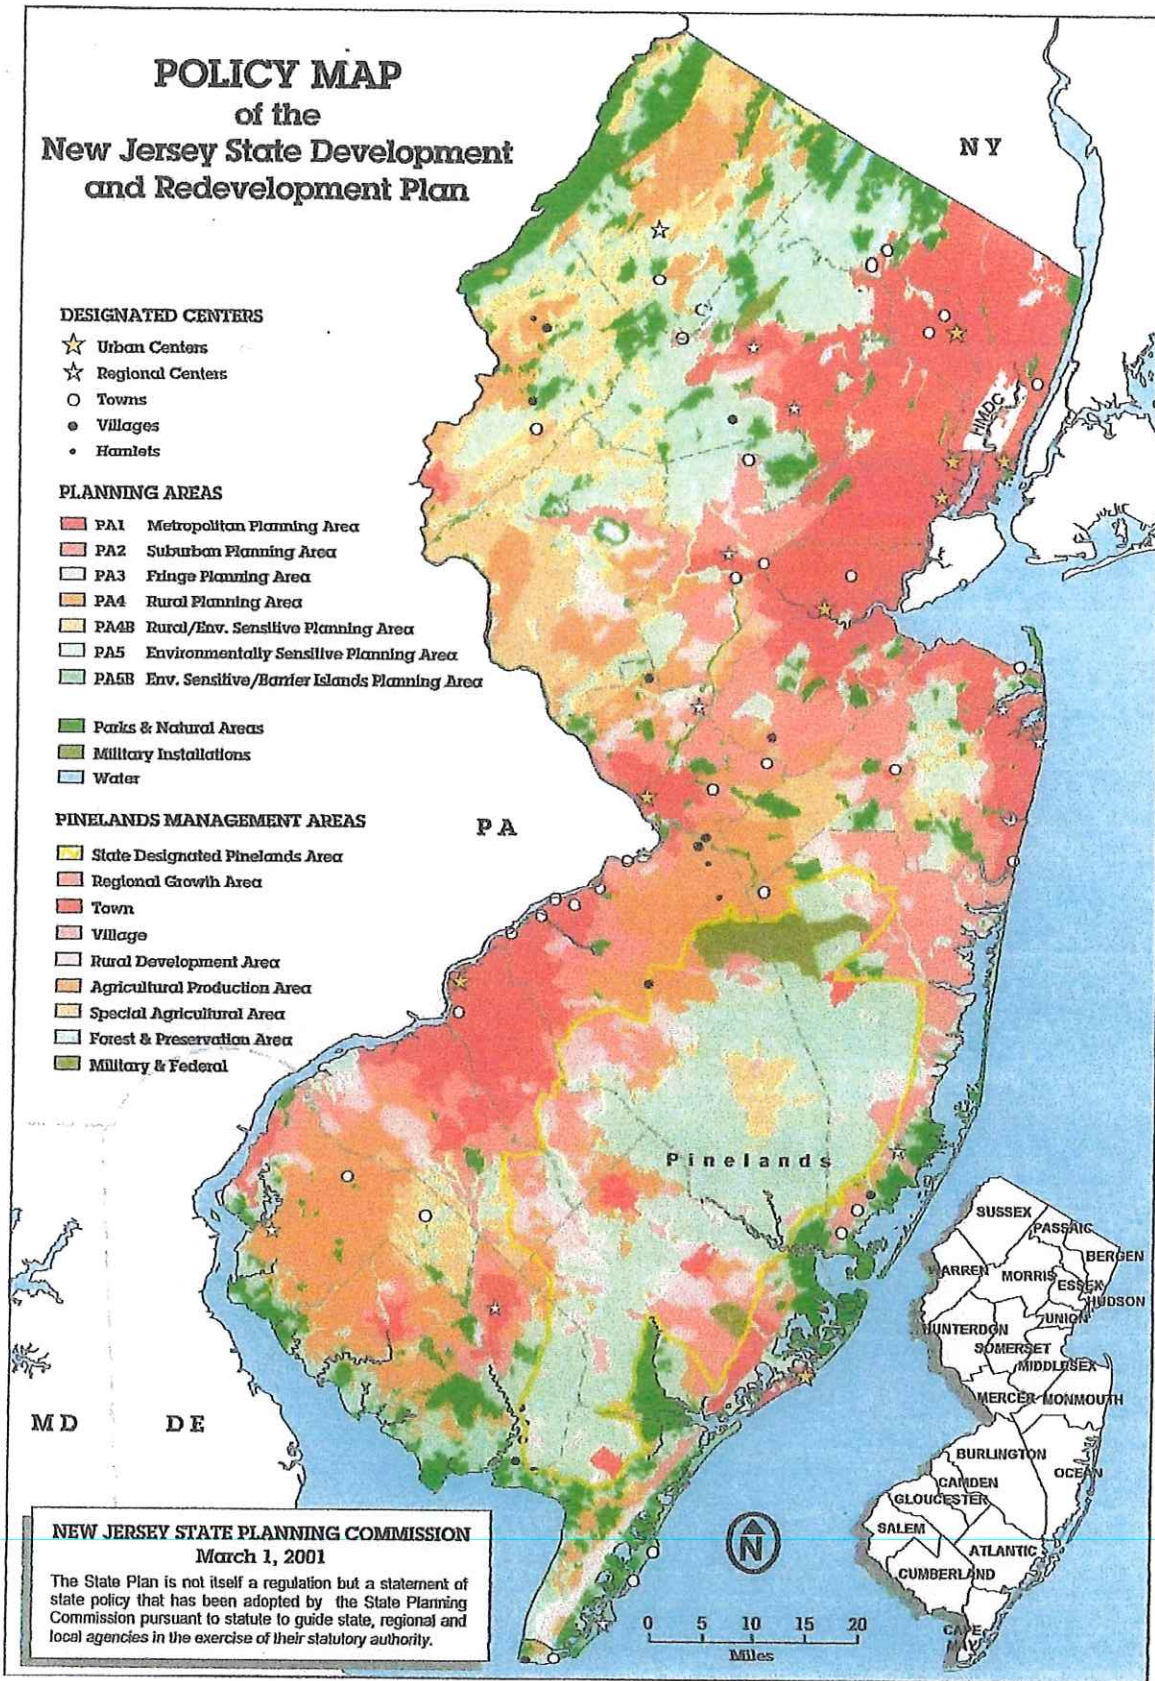 POLICY MAP
of the
New Jersey State Development
and Redevelopment Plan
NY
DESIGNATED CENTERS
Urban Centers
Regional Centers
Towns
Villages
Hamlets
HMDC
PLANNING AREAS
PA1 Metropolitan Planning Area
PA2 Suburban Planning Area
PA3 Fringe Planning Area
PA4 Rural Planning Area
PA4B Rural/Env. Sensitive Planning Area
PA5 Environmentally Sensitive Planning Area
PA5B Env. Sensitive/Barrier Islands Planning Area
Parks & Natural Areas
Military Installations
Water
PINELANDS MANAGEMENT AREAS
State Designated Pinelands Area
Regional Growth Area
Town
Village
Rural Development Area
Agricultural Production Area
Special Agricultural Area
Forest & Preservation Area
Military & Federal
PA
Pinelands
MD
DE
SUSSEX
PASSAIC
BERGEN
WARREN
MORRIS
ESSEX
HUDSON
UNION
HUNTERDON
SOMERSET
MIDDLESEX
MERCER
MONMOUTH
BURLINGTON
OCEAN
CAMDEN
GLOUCESTER
SALEM
ATLANTIC
CUMBERLAND
CAPE
MAY
NEW JERSEY STATE PLANNING COMMISSION
March 1, 2001
The State Plan is not itself a regulation but a statement of
state policy that has been adopted by the State Planning
Commission pursuant to statute to guide state, regional and
local agencies in the exercise of their statutory authority.
N
0 5 10 15 20
Miles